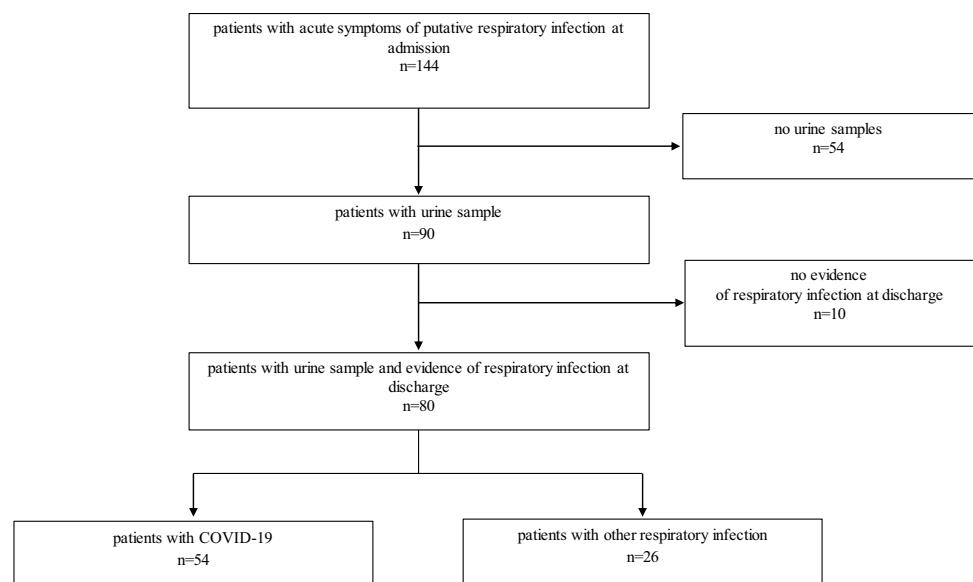 patients with acute symptoms of putative respiratory infection at
admission
n=144
no urine samples
n=54
patients with urine sample
n=90
no evidence
of respiratory infection at discharge
n=10
patients with urine sample and evidence of respiratory infection at
discharge
n=80
patients with COVID-19
n=54
patients with other respiratory infection
n=26